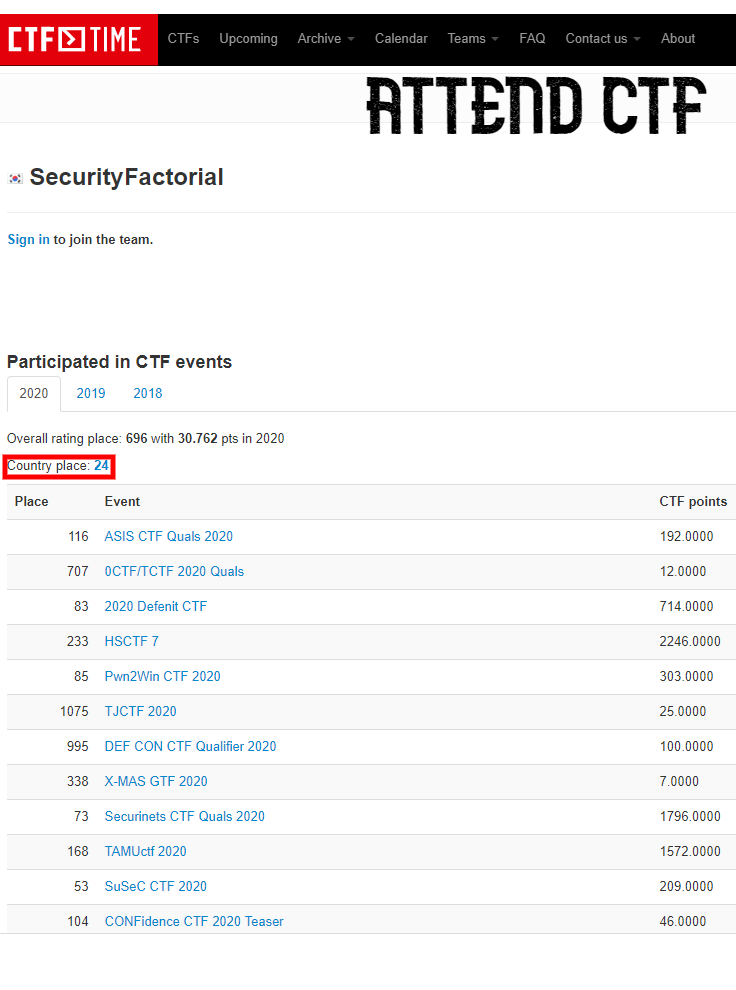 CTF TIME CTFs Upcoming Archive Calendar Teams FAQ Contact us About
ATTEND CTF
SecurityFactorial
Sign in to join the team.
Participated in CTF events
2020 2019 2018
Overall rating place: 696 with 30.762 pts in 2020
Country place: 24
Place Event CTF points
116 ASIS CTF Quals 2020 192.0000
707 0CTF/TCTF 2020 Quals 12.0000
83 2020 Defenit CTF 714.0000
233 HSCTF 7 2246.0000
85 Pwn2Win CTF 2020 303.0000
1075 TJCTF 2020 25.0000
995 DEF CON CTF Qualifier 2020 100.0000
338 X-MAS GTF 2020 7.0000
73 Securinets CTF Quals 2020 1796.0000
168 TAMUctf 2020 1572.0000
53 SuSeC CTF 2020 209.0000
104 CONFidence CTF 2020 Teaser 46.0000